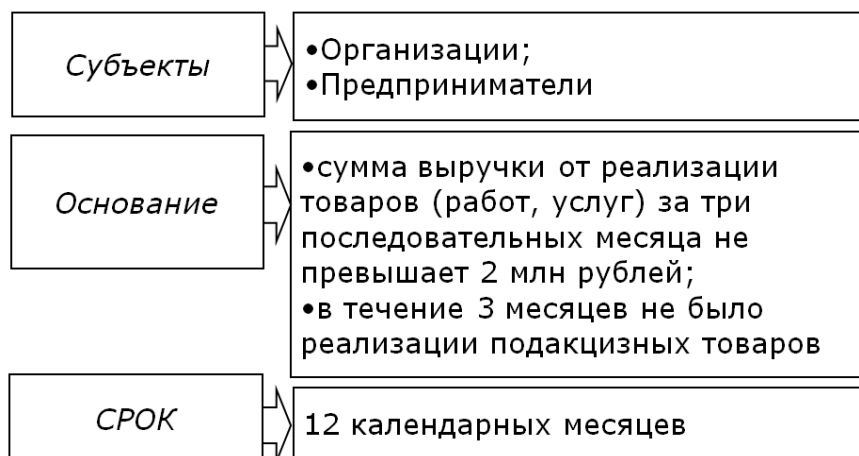 Субъекты
•Организации;
•Предприниматели
Основание
•сумма выручки от реализации
товаров (работ, услуг) за три
последовательных месяца не
превышает 2 млн рублей;
•в течение 3 месяцев не было
реализации подакцизных товаров
СРОК
12 календарных месяцев